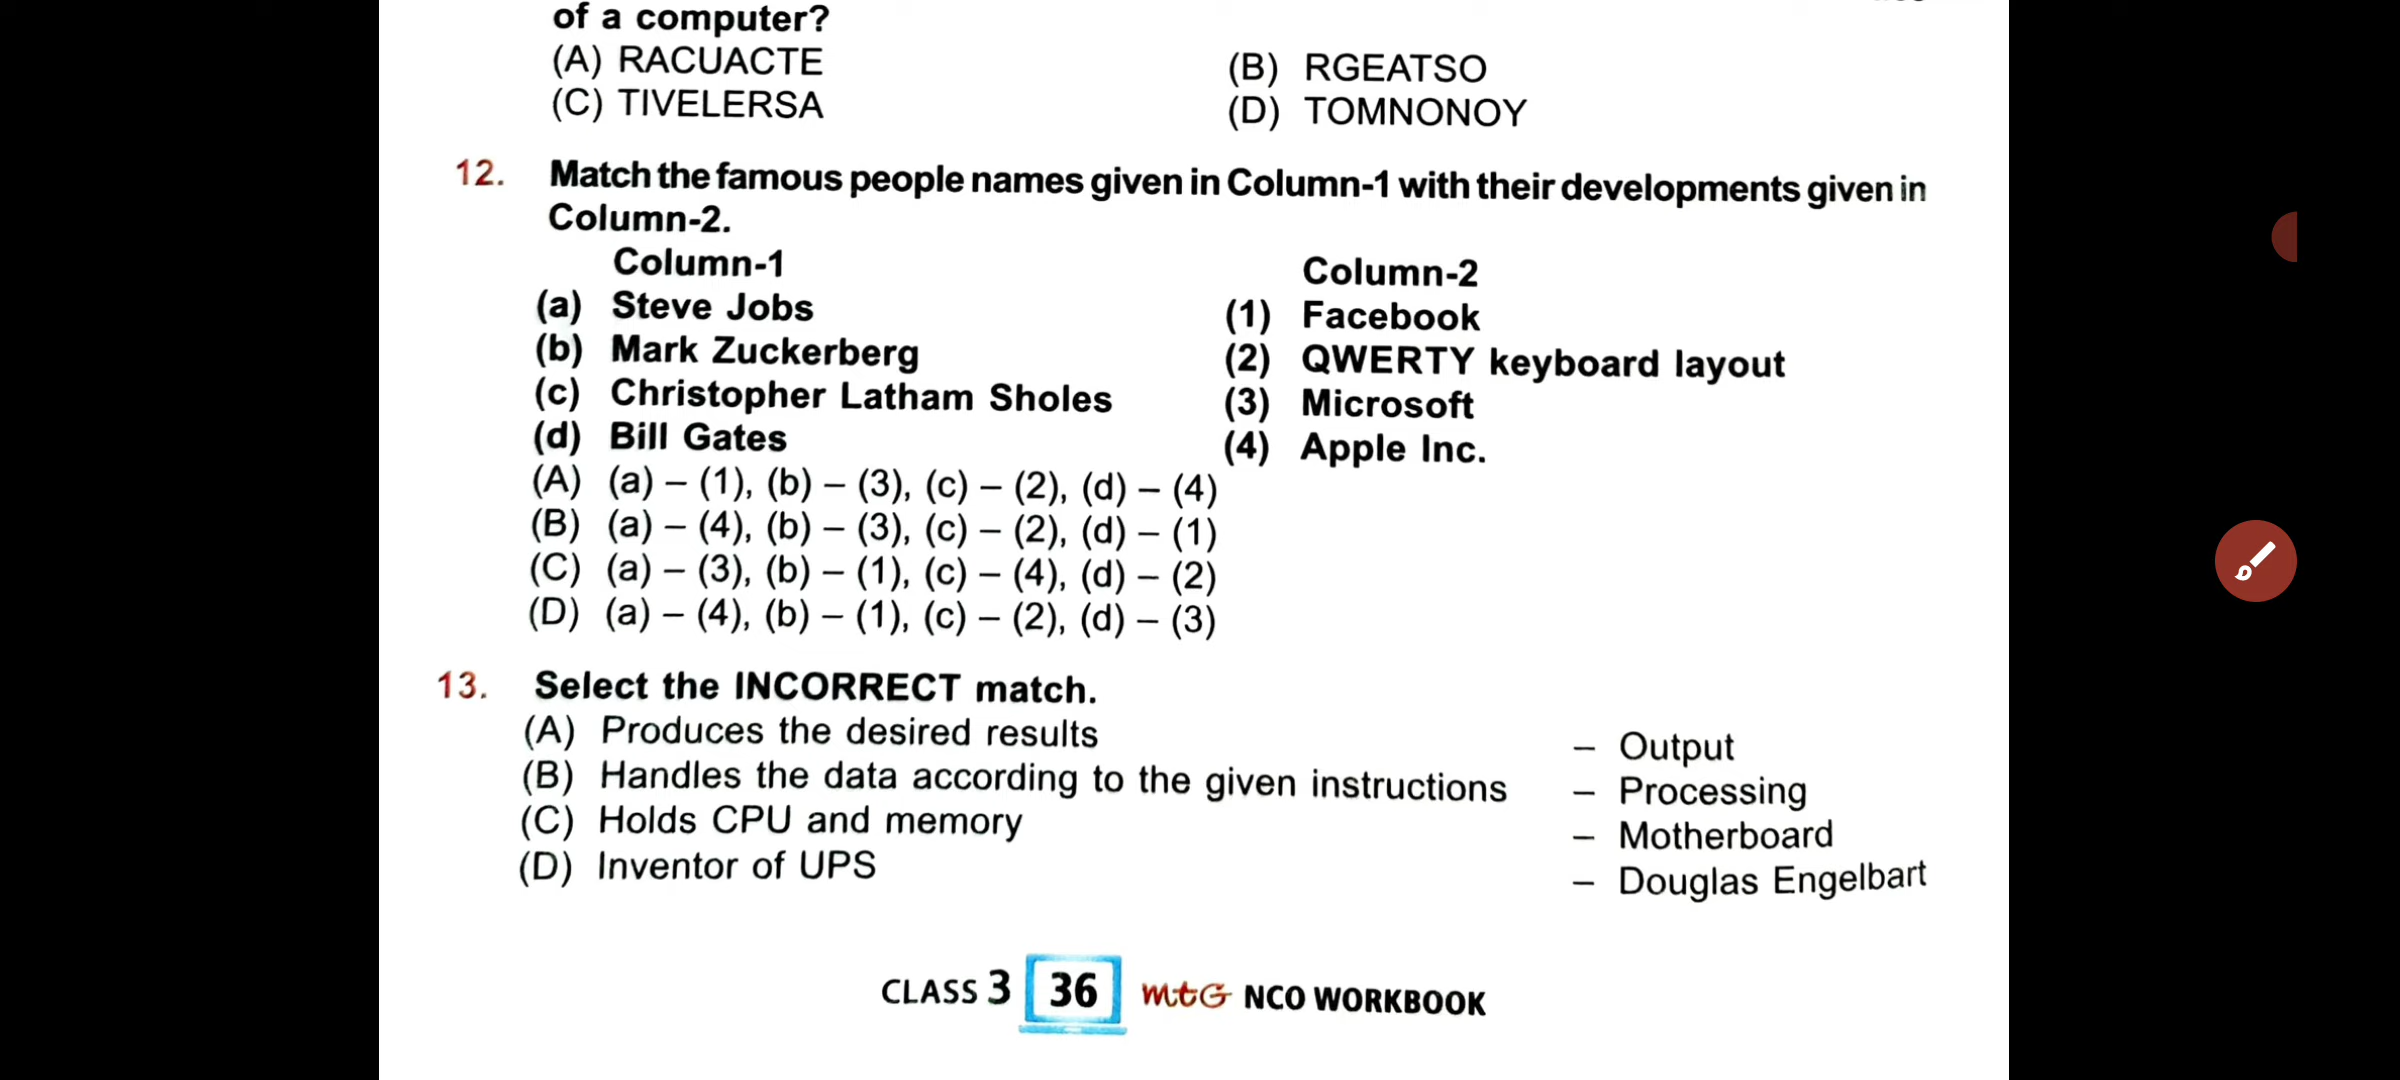 of a computer?
(A) RACUACTE
(B) RGEATSO
(C) TIVELERSA
(D) TOMNONOY
12. Match the famous people names given in Column-1 with their developments given in
Column-2.
Column-1
Column-2
(a) Steve Jobs
(1) Facebook
(b) Mark Zuckerberg
(2) QWERTY keyboard layout
(c) Christopher Latham Sholes
(3) Microsoft
(d) Bill Gates
(4) Apple Inc.
(A) (a) – (1), (b) – (3), (c) – (2), (d) – (4)
(B) (a) – (4), (b) – (3), (c) – (2), (d) – (1)
(C) (a) – (3), (b) – (1), (c) – (4), (d) – (2)
(D) (a) – (4), (b) – (1), (c) – (2), (d) – (3)
13. Select the INCORRECT match.
(A) Produces the desired results – Output
(B) Handles the data according to the given instructions – Processing
(C) Holds CPU and memory – Motherboard
(D) Inventor of UPS – Douglas Engelbart
CLASS 3 36 mtG NCO WORKBOOK